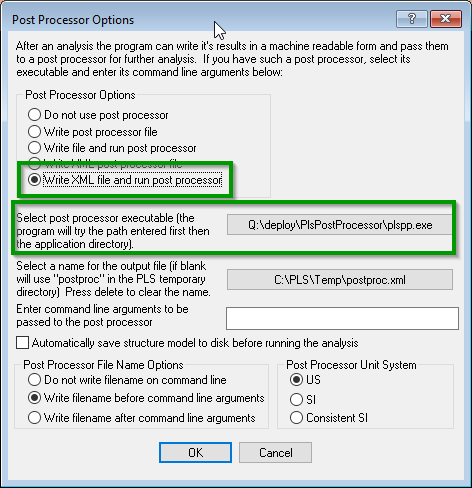 Post Processor Options
?
After an analysis the program can write it's results in a machine readable form and pass them
to a post processor for further analysis. If you have such a post processor, select its
executable and enter its command line arguments below:
Post Processor Options
Do not use post processor
Write post processor file
Write file and run post processor
Write XML post processor file
Write XML file and run post processor
Select post processor executable (the
program will try the path entered first then
the application directory).
Q:\deploy\PlsPostProcessor\plspp.exe
Select a name for the output file (if blank
will use "postproc" in the PLS temporary
directory) Press delete to clear the name.
C:\PLS\Temp\postproc.xml
Enter command line arguments to be
passed to the post processor
Automatically save structure model to disk before running the analysis
Post Processor File Name Options
Do not write filename on command line
Write filename before command line arguments
Write filename after command line arguments
Post Processor Unit System
US
SI
Consistent SI
OK
Cancel